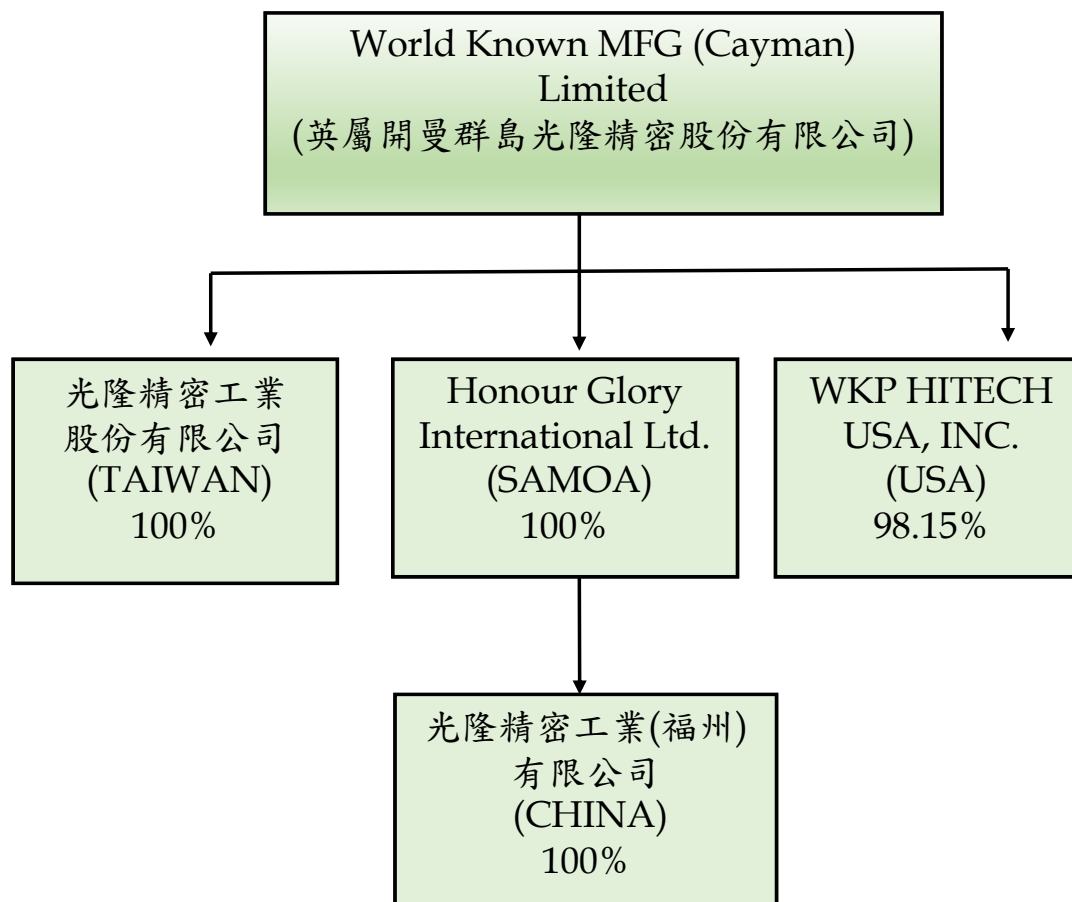 World Known MFG (Cayman)
Limited
(英屬開曼群島光隆精密股份有限公司)
光隆精密工業
股份有限公司
(TAIWAN)
100%
Honour Glory
International Ltd.
(SAMOA)
100%
WKP HITECH
USA, INC.
(USA)
98.15%
光隆精密工業(福州)
有限公司
(CHINA)
100%